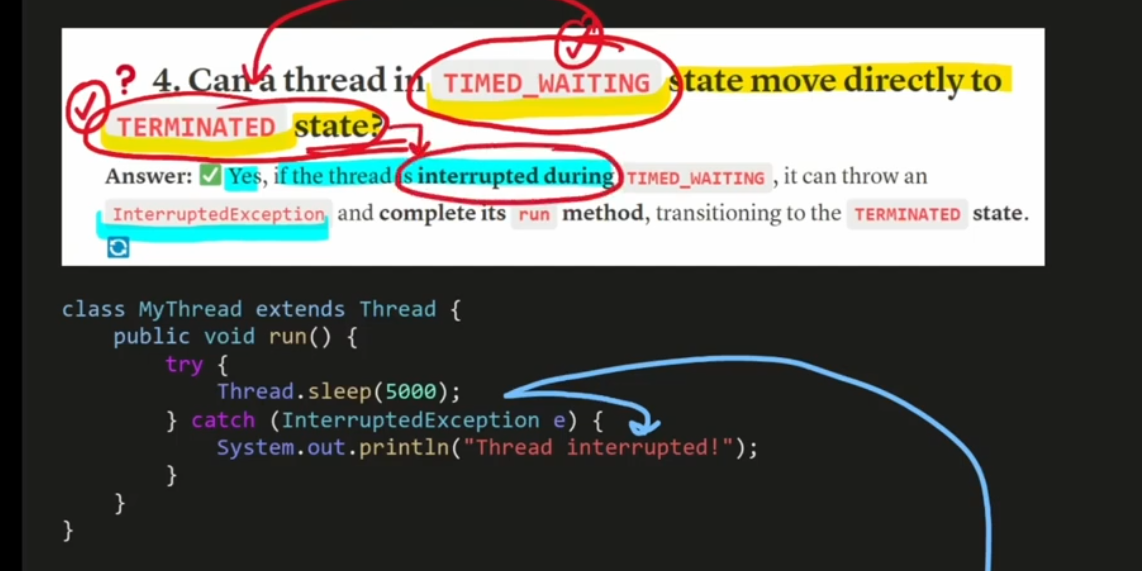 ❓ 4. Can a thread in TIMED_WAITING state move directly to
TERMINATED state?
Answer: ✅ Yes, if the thread is interrupted during TIMED_WAITING , it can throw an
InterruptedException and complete its run method, transitioning to the TERMINATED state.
🔄
class MyThread extends Thread {
    public void run() {
        try {
            Thread.sleep(5000);
        } catch (InterruptedException e) {
            System.out.println("Thread interrupted!");
        }
    }
}